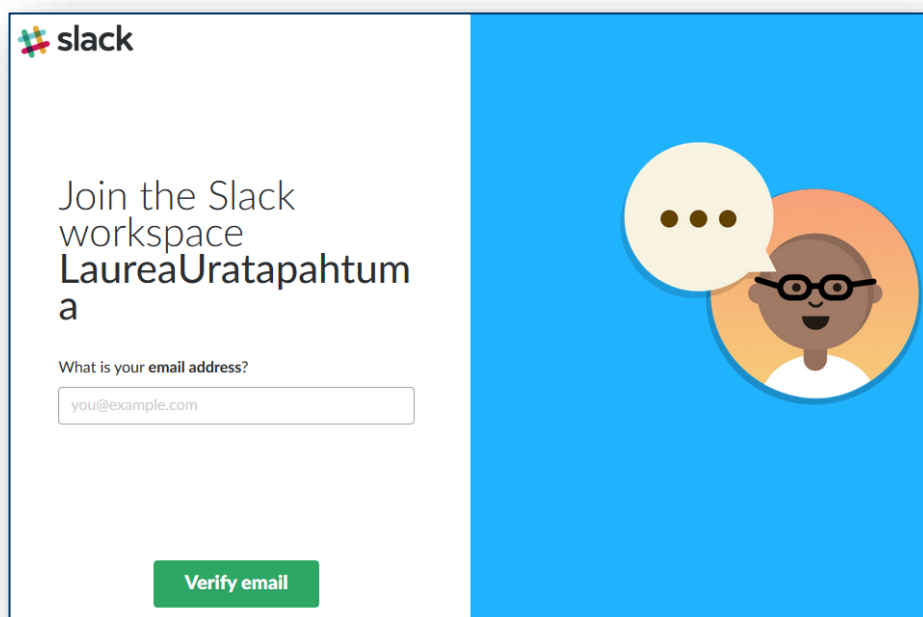 slack
Join the Slack
workspace
LaureaUratapahtum
a
What is your email address?
you@example.com
Verify email